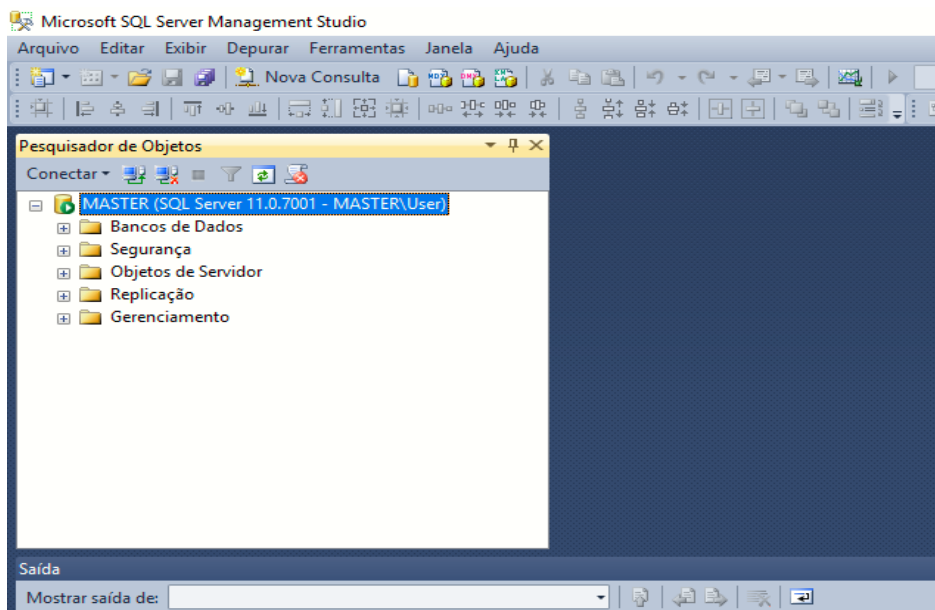 Microsoft SQL Server Management Studio
Arquivo Editar Exibir Depurar Ferramentas Janela Ajuda
Nova Consulta
Pesquisador de Objetos
Conectar
MASTER (SQL Server 11.0.7001 - MASTER\User)
Bancos de Dados
Segurança
Objetos de Servidor
Replicação
Gerenciamento
Saída
Mostrar saída de: